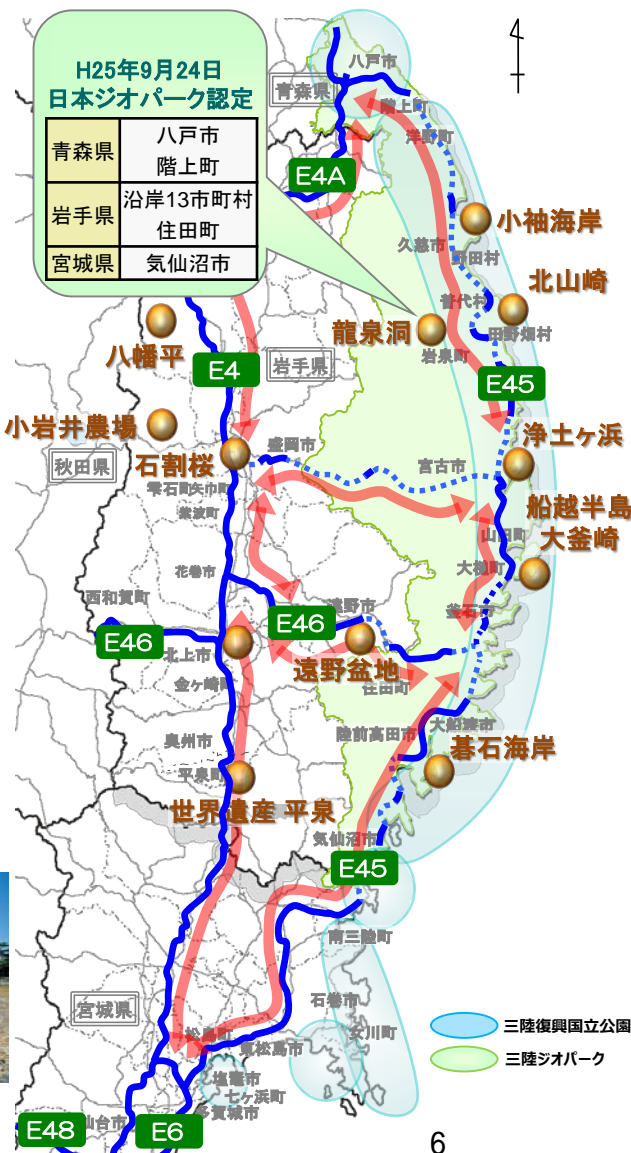 H25年9月24日
日本ジオパーク認定
青森県
八戸市
階上町
岩手県
沿岸13市町村
住田町
宮城県
気仙沼市
八戸市
青森県
階上町
洋野町
E4A
小袖海岸
久慈市
野田村
北山崎
普代村
龍泉洞
田野畑村
岩泉町
八幡平
E4
岩手県
E45
小岩井農場
浄土ヶ浜
盛岡市
石割桜
宮古市
秋田県
雫石町
矢巾町
船越半島
大釜崎
紫波町
山田町
花巻市
大槌町
西和賀町
遠野市
釜石市
E46
E46
北上市
遠野盆地
金ヶ崎町
住田町
大船渡市
陸前高田市
奥州市
碁石海岸
平泉町
世界遺産 平泉
気仙沼市
E45
南三陸町
石巻市
宮城県
女川町
三陸復興国立公園
松島町
東松島市
三陸ジオパーク
塩竈市
七ヶ浜町
多賀城市
仙台市
E48
E6
6